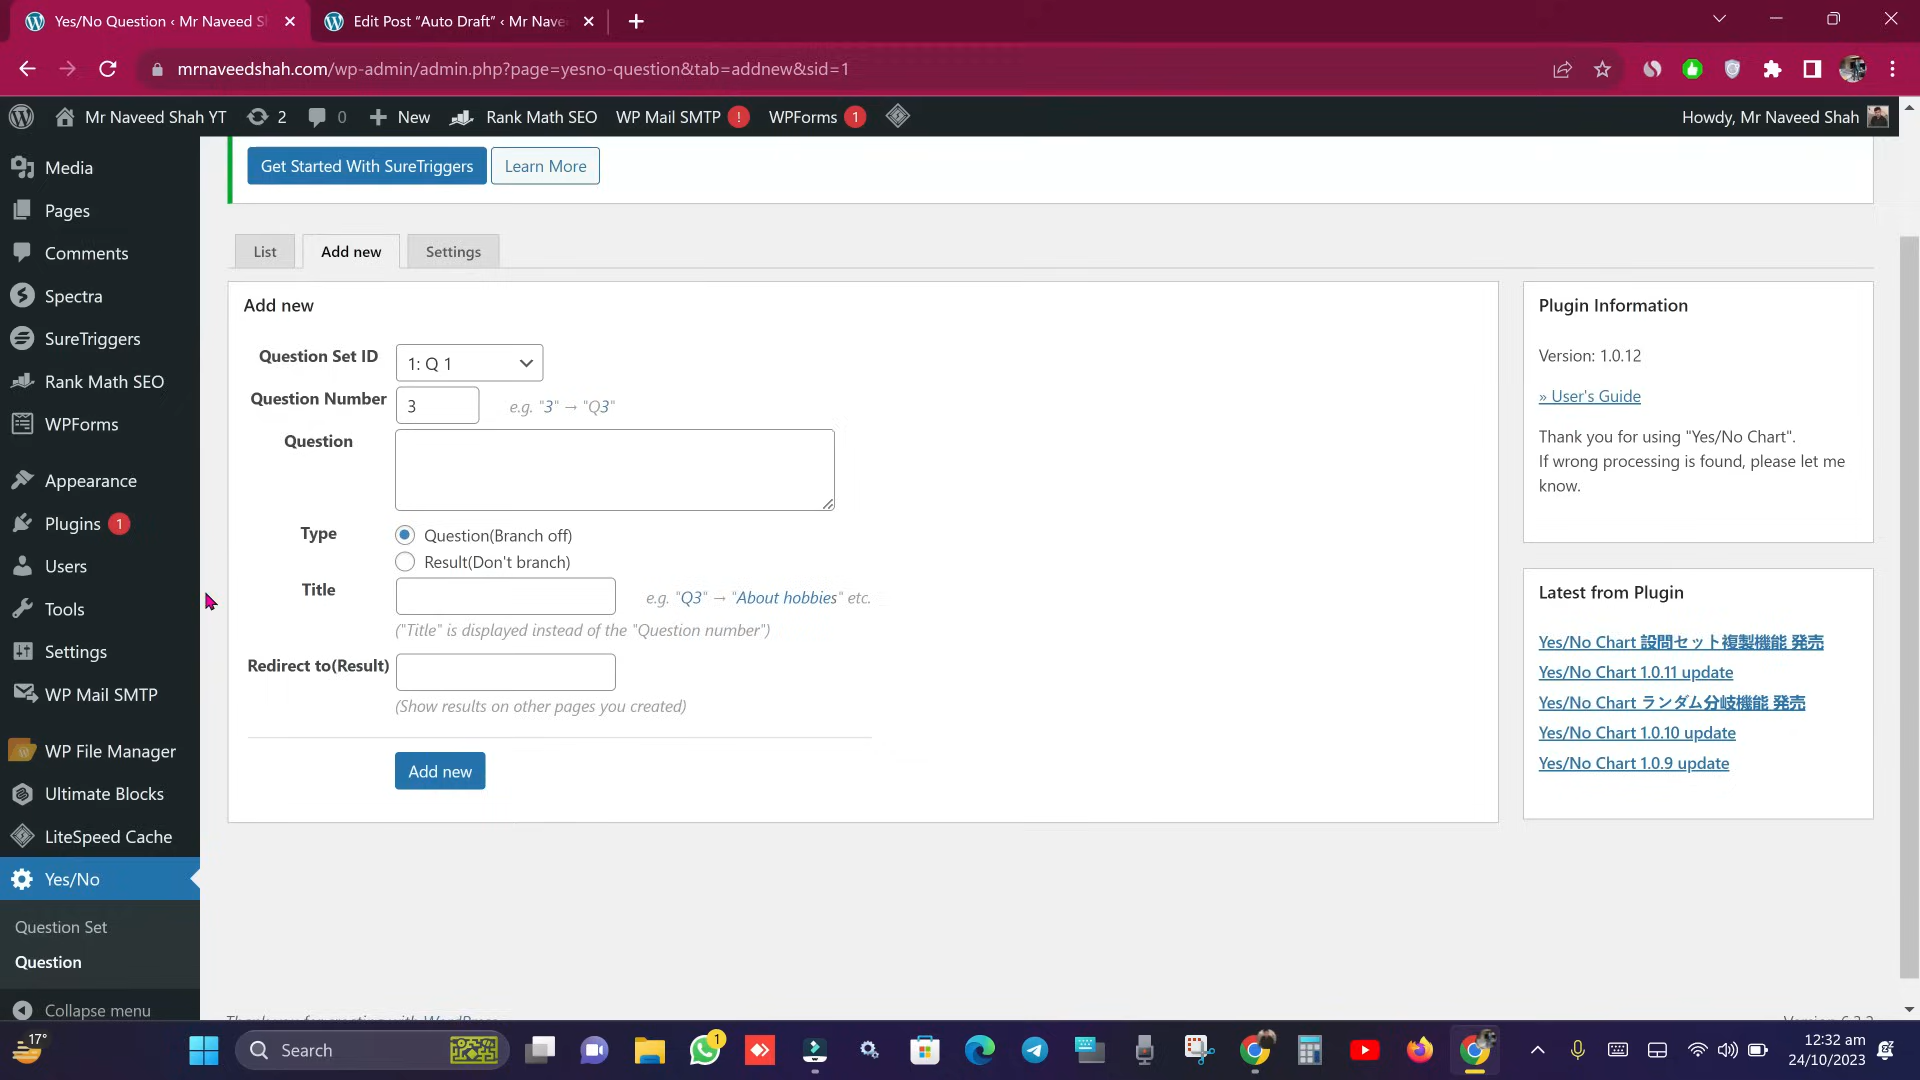 Yes/No Question ‹ Mr Naveed S
Edit Post “Auto Draft” ‹ Mr Nave
mrnaveedshah.com/wp-admin/admin.php?page=yesno-question&tab=addnew&sid=1
Mr Naveed Shah YT
2
0
New
Rank Math SEO
WP Mail SMTP !
WPForms 1
Howdy, Mr Naveed Shah
Media
Pages
Comments
Spectra
SureTriggers
Rank Math SEO
WPForms
Appearance
Plugins 1
Users
Tools
Settings
WP Mail SMTP
WP File Manager
Ultimate Blocks
LiteSpeed Cache
Yes/No
Question Set
Question
Collapse menu
Get Started With SureTriggers
Learn More
List
Add new
Settings
Add new
Question Set ID
1: Q 1
Question Number
3
e.g. "3" → "Q3"
Question
Type
Question(Branch off)
Result(Don't branch)
Title
e.g. "Q3" → "About hobbies" etc.
("Title" is displayed instead of the "Question number")
Redirect to(Result)
(Show results on other pages you created)
Add new
Plugin Information
Version: 1.0.12
» User's Guide
Thank you for using "Yes/No Chart".
If wrong processing is found, please let me
know.
Latest from Plugin
Yes/No Chart 設問セット複製機能 発売
Yes/No Chart 1.0.11 update
Yes/No Chart ランダム分岐機能 発売
Yes/No Chart 1.0.10 update
Yes/No Chart 1.0.9 update
17°
Search
1
12:32 am
24/10/2023